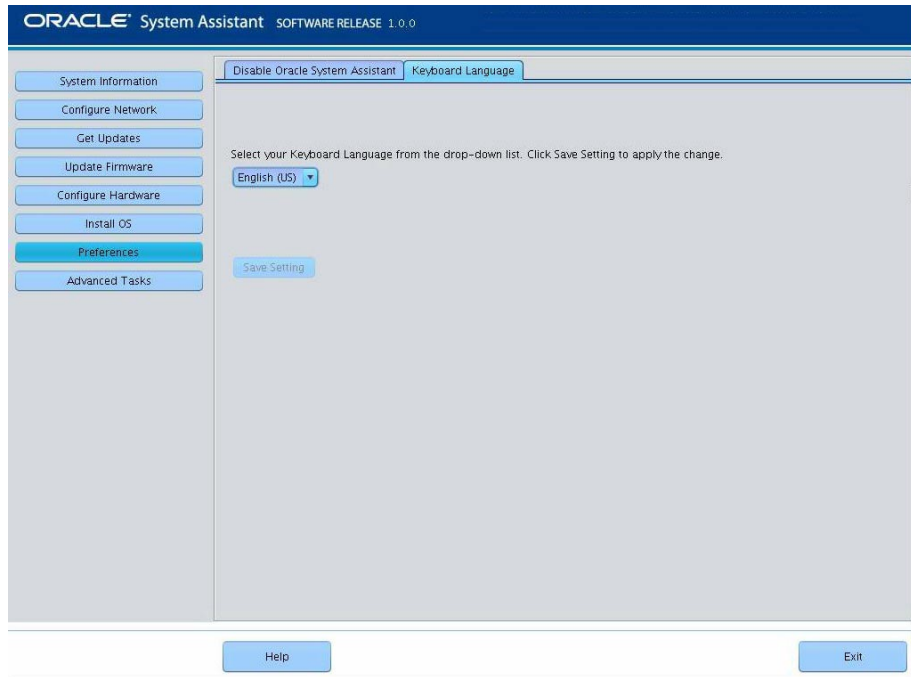 ORACLE System Assistant SOFTWARE RELEASE 1.0.0
System Information
Configure Network
Get Updates
Update Firmware
Configure Hardware
Install OS
Preferences
Advanced Tasks
Disable Oracle System Assistant
Keyboard Language
Select your Keyboard Language from the drop-down list. Click Save Setting to apply the change.
English (US)
Save Setting
Help
Exit